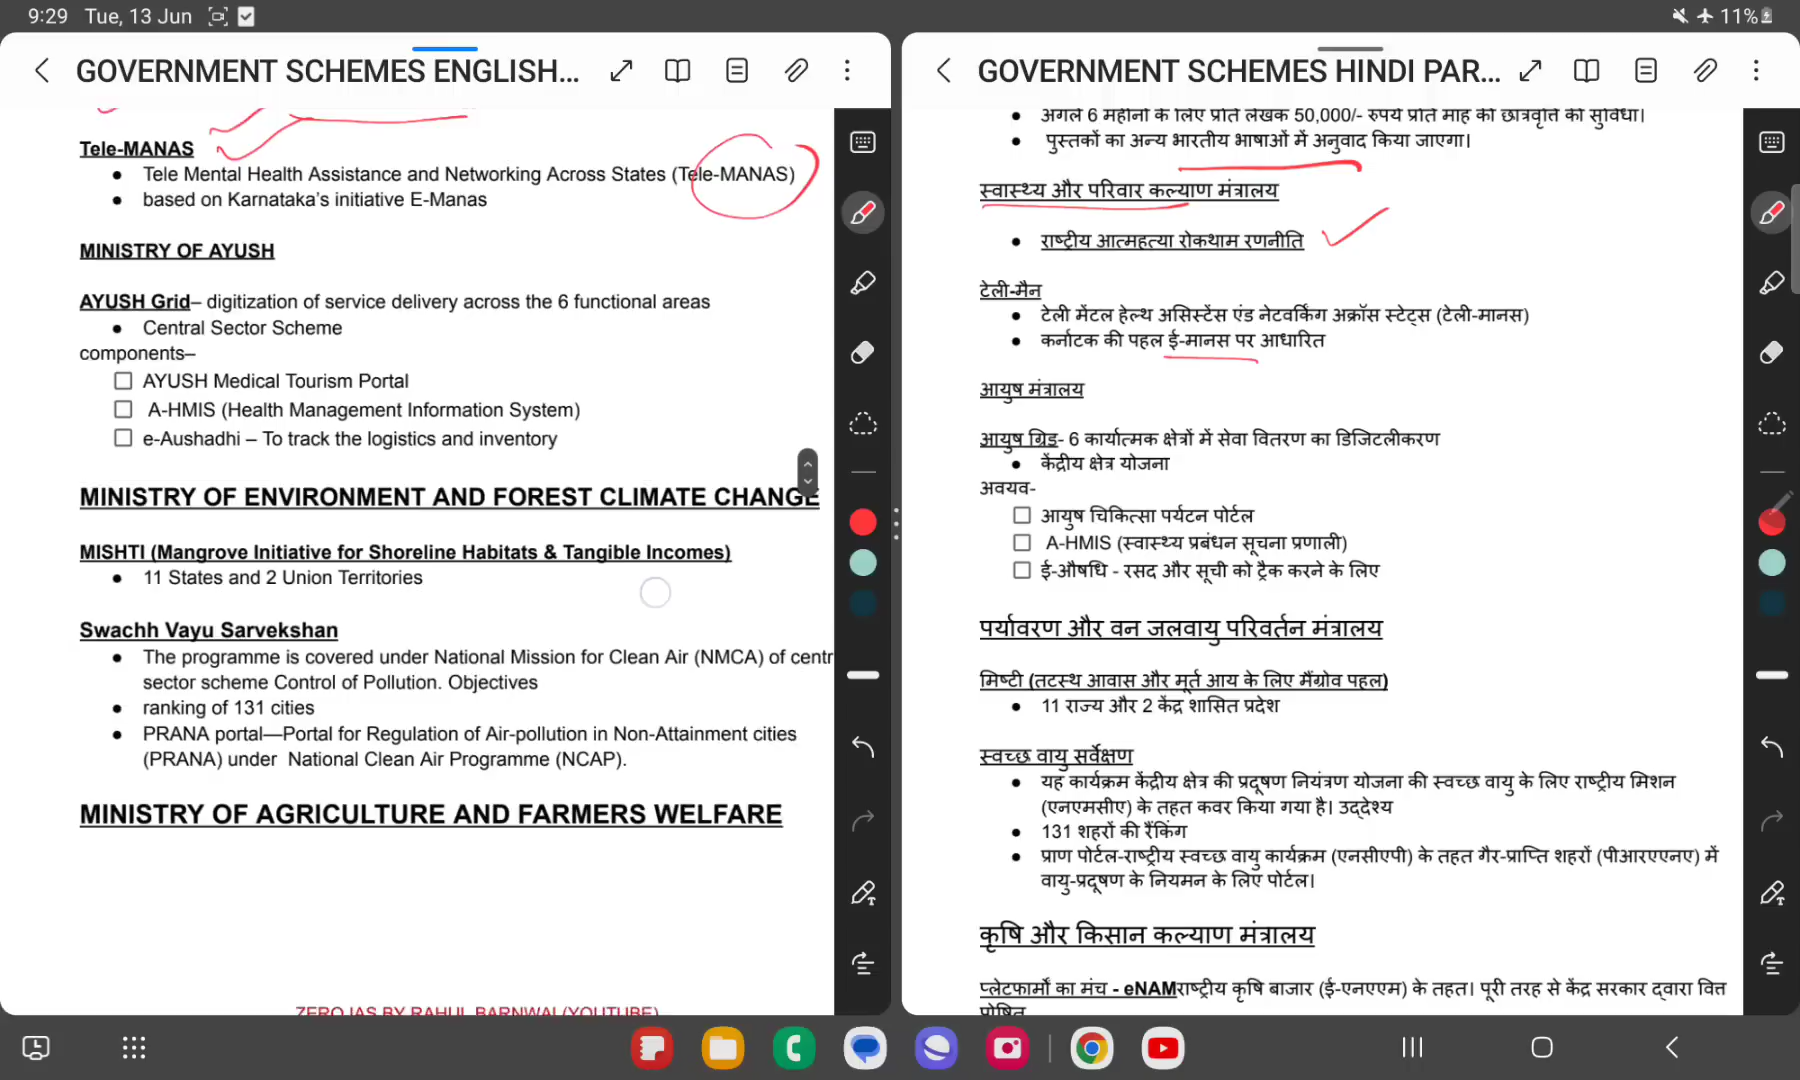 9:29 Tue, 13 Jun
11%
GOVERNMENT SCHEMES ENGLISH...
Tele-MANAS
Tele Mental Health Assistance and Networking Across States (Tele-MANAS)
based on Karnataka's initiative E-Manas
MINISTRY OF AYUSH
AYUSH Grid– digitization of service delivery across the 6 functional areas
Central Sector Scheme
components–
AYUSH Medical Tourism Portal
A-HMIS (Health Management Information System)
e-Aushadhi – To track the logistics and inventory
MINISTRY OF ENVIRONMENT AND FOREST CLIMATE CHANGE
MISHTI (Mangrove Initiative for Shoreline Habitats & Tangible Incomes)
11 States and 2 Union Territories
Swachh Vayu Sarvekshan
The programme is covered under National Mission for Clean Air (NMCA) of centr
sector scheme Control of Pollution. Objectives
ranking of 131 cities
PRANA portal—Portal for Regulation of Air-pollution in Non-Attainment cities
(PRANA) under National Clean Air Programme (NCAP).
MINISTRY OF AGRICULTURE AND FARMERS WELFARE
ZERO IAS BY RAHUL BARNWAL(YOUTUBE)
GOVERNMENT SCHEMES HINDI PAR...
अगले 6 महीनों के लिए प्रति लेखक 50,000/- रुपये प्रति माह की छात्रवृत्ति की सुविधा।
पुस्तकों का अन्य भारतीय भाषाओं में अनुवाद किया जाएगा।
स्वास्थ्य और परिवार कल्याण मंत्रालय
राष्ट्रीय आत्महत्या रोकथाम रणनीति
टेली-मैन
टेली मेंटल हेल्थ असिस्टेंस एंड नेटवर्किंग अक्रॉस स्टेट्स (टेली-मानस)
कर्नाटक की पहल ई-मानस पर आधारित
आयुष मंत्रालय
आयुष ग्रिड- 6 कार्यात्मक क्षेत्रों में सेवा वितरण का डिजिटलीकरण
केंद्रीय क्षेत्र योजना
अवयव-
आयुष चिकित्सा पर्यटन पोर्टल
A-HMIS (स्वास्थ्य प्रबंधन सूचना प्रणाली)
ई-औषधि - रसद और सूची को ट्रैक करने के लिए
पर्यावरण और वन जलवायु परिवर्तन मंत्रालय
मिष्टी (तटस्थ आवास और मूर्त आय के लिए मैंग्रोव पहल)
11 राज्य और 2 केंद्र शासित प्रदेश
स्वच्छ वायु सर्वेक्षण
यह कार्यक्रम केंद्रीय क्षेत्र की प्रदूषण नियंत्रण योजना की स्वच्छ वायु के लिए राष्ट्रीय मिशन
(एनएमसीए) के तहत कवर किया गया है। उद्देश्य
131 शहरों की रैंकिंग
प्राण पोर्टल-राष्ट्रीय स्वच्छ वायु कार्यक्रम (एनसीएपी) के तहत गैर-प्राप्ति शहरों (पीआरएएनए) में
वायु-प्रदूषण के नियमन के लिए पोर्टल।
कृषि और किसान कल्याण मंत्रालय
प्लेटफार्मों का मंच - eNAMराष्ट्रीय कृषि बाजार (ई-एनएएम) के तहत। पूरी तरह से केंद्र सरकार द्वारा वित्त
पोषित